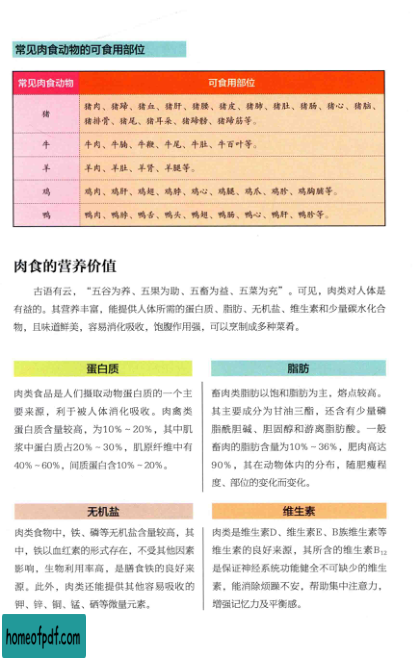 常见肉食动物的可食用部位
常见肉食动物 可食用部位
猪 猪肉、猪蹄、猪血、猪肝、猪腰、猪皮、猪肺、猪肚、猪肠、猪心、猪脑、
猪排骨、猪尾、猪耳朵、猪蹄髈、猪蹄筋等。
牛 牛肉、牛腩、牛鞭、牛尾、牛肚、牛百叶等。
羊 羊肉、羊肚、羊肾、羊腿等。
鸡 鸡肉、鸡肝、鸡翅、鸡脖、鸡心、鸡腿、鸡爪、鸡胗、鸡胸脯等。
鸭 鸭肉、鸭脖、鸭舌、鸭头、鸭翅、鸭肠、鸭心、鸭肝、鸭胗等。
肉食的营养价值
古语有云，“五谷为养、五果为助、五畜为益、五菜为充”。可见，肉类对人体是
有益的，其营养丰富，能提供人体所需的蛋白质、脂肪、无机盐、维生素和少量碳水化合
物，且味道鲜美，容易消化吸收，饱腹作用强，可以烹制成多种菜肴。
蛋白质
肉类食品是人们摄取动物蛋白质的一个主
要来源，利于被人体消化吸收。肉禽类
蛋白质含量较高，为10%～20%，其中肌
浆中蛋白质占20%～30%，肌原纤维中有
40%～60%，间质蛋白含10%～20%。
脂肪
畜肉类脂肪以饱和脂肪为主，熔点较高。
其主要成分为甘油三酯，还含有少量磷
脂酰胆碱、胆固醇和游离脂肪酸。一般
畜肉的脂肪含量为10%～36%，肥肉高达
90%，其在动物体内的分布，随肥瘦程
度、部位的变化而变化。
无机盐
肉类食物中，铁、磷等无机盐含量较高，其
中，铁以血红素的形式存在，不受其他因素
影响，生物利用率高，是膳食铁的良好来
源。此外，肉类还能提供其他容易吸收的
钾、锌、铜、锰、硒等微量元素。
维生素
肉类是维生素D、维生素E、B族维生素等
维生素的良好来源，其所含的维生素B₁₂
是保证神经系统功能健全不可缺少的维生
素，能消除烦躁不安，帮助集中注意力，
增强记忆力及平衡感。
homeofpdf.com